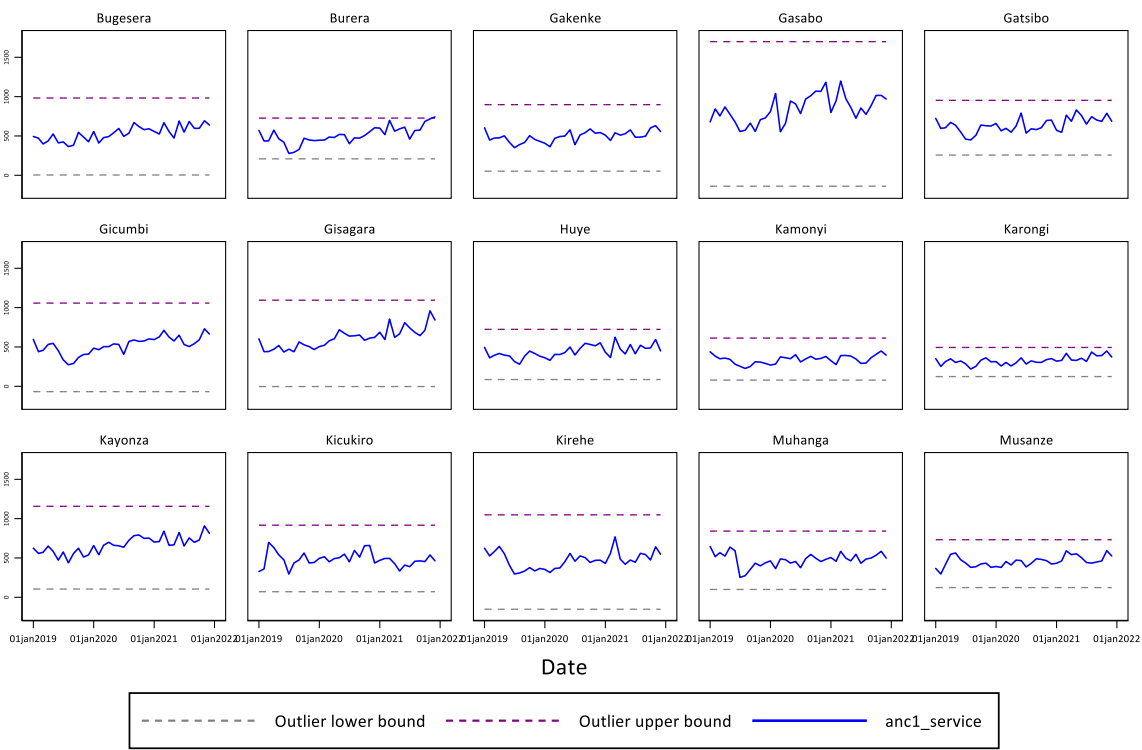 Bugesera Burera Gakenke Gasabo Gatsibo
1500
1000
500
0
Gicumbi Gisagara Huye Kamonyi Karongi
1500
1000
500
0
Kayonza Kicukiro Kirehe Muhanga Musanze
1500
1000
500
0
01jan2019 01jan2020 01jan2021 01jan2022 01jan2019 01jan2020 01jan2021 01jan2022 01jan2019 01jan2020 01jan2021 01jan2022 01jan2019 01jan2020 01jan2021 01jan2022 01jan2019 01jan2020 01jan2021 01jan2022
Date
Outlier lower bound Outlier upper bound anc1_service